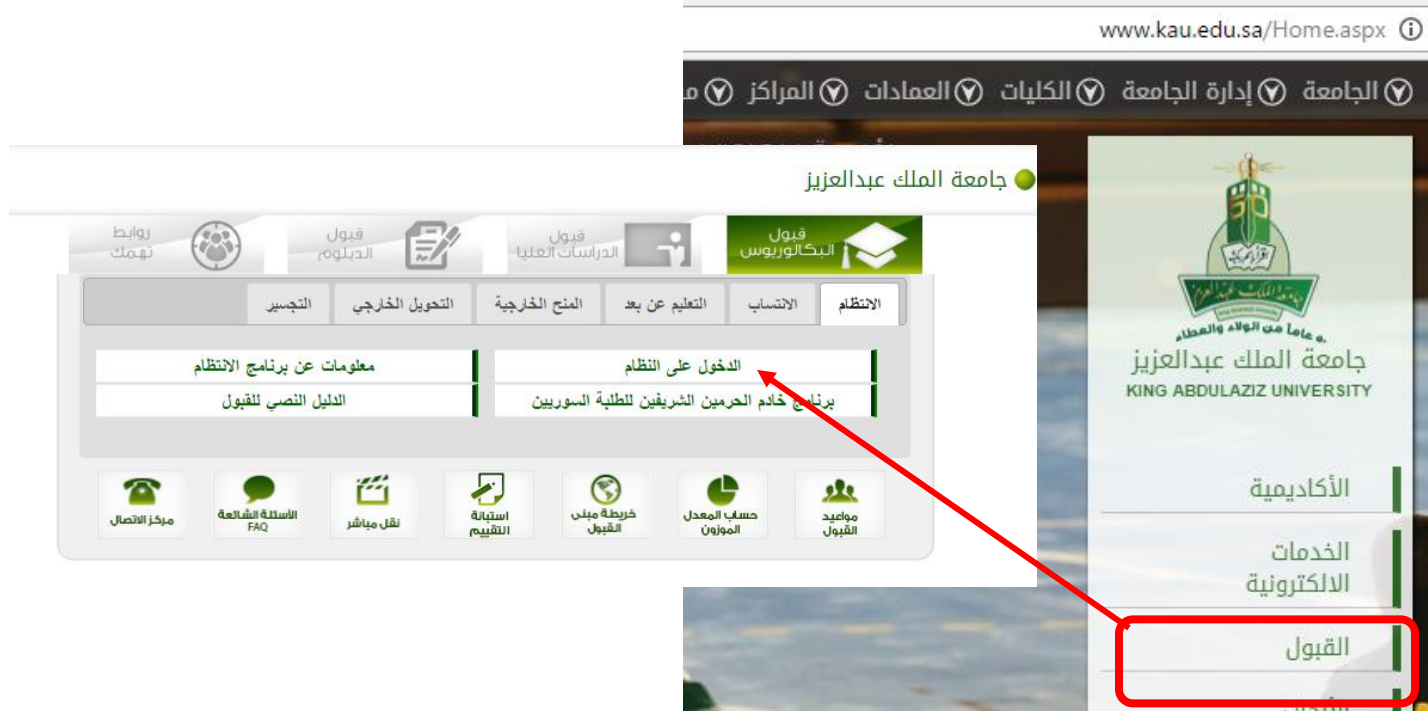 www.kau.edu.sa/Home.aspx
الجامعة
إدارة الجامعة
الكليات
العمادات
المراكز
جامعة الملك عبدالعزيز
KING ABDULAZIZ UNIVERSITY
الأكاديمية
الخدمات
الالكترونية
القبول
جامعة الملك عبدالعزيز
قبول
البكالوريوس
قبول
الدراسات العليا
قبول
الدبلوم
روابط
تهمك
الانتظام
الانتساب
التعليم عن بعد
المنح الخارجية
التحويل الخارجي
التجسير
الدخول على النظام
معلومات عن برنامج الانتظام
برنامج خادم الحرمين الشريفين للطلبة السوريين
الدليل النصي للقبول
مواعيد
القبول
حساب المعدل
الموزون
خريطة مبنى
القبول
استبانة
التقييم
نقل مباشر
الأسئلة الشائعة
FAQ
مركز الاتصال